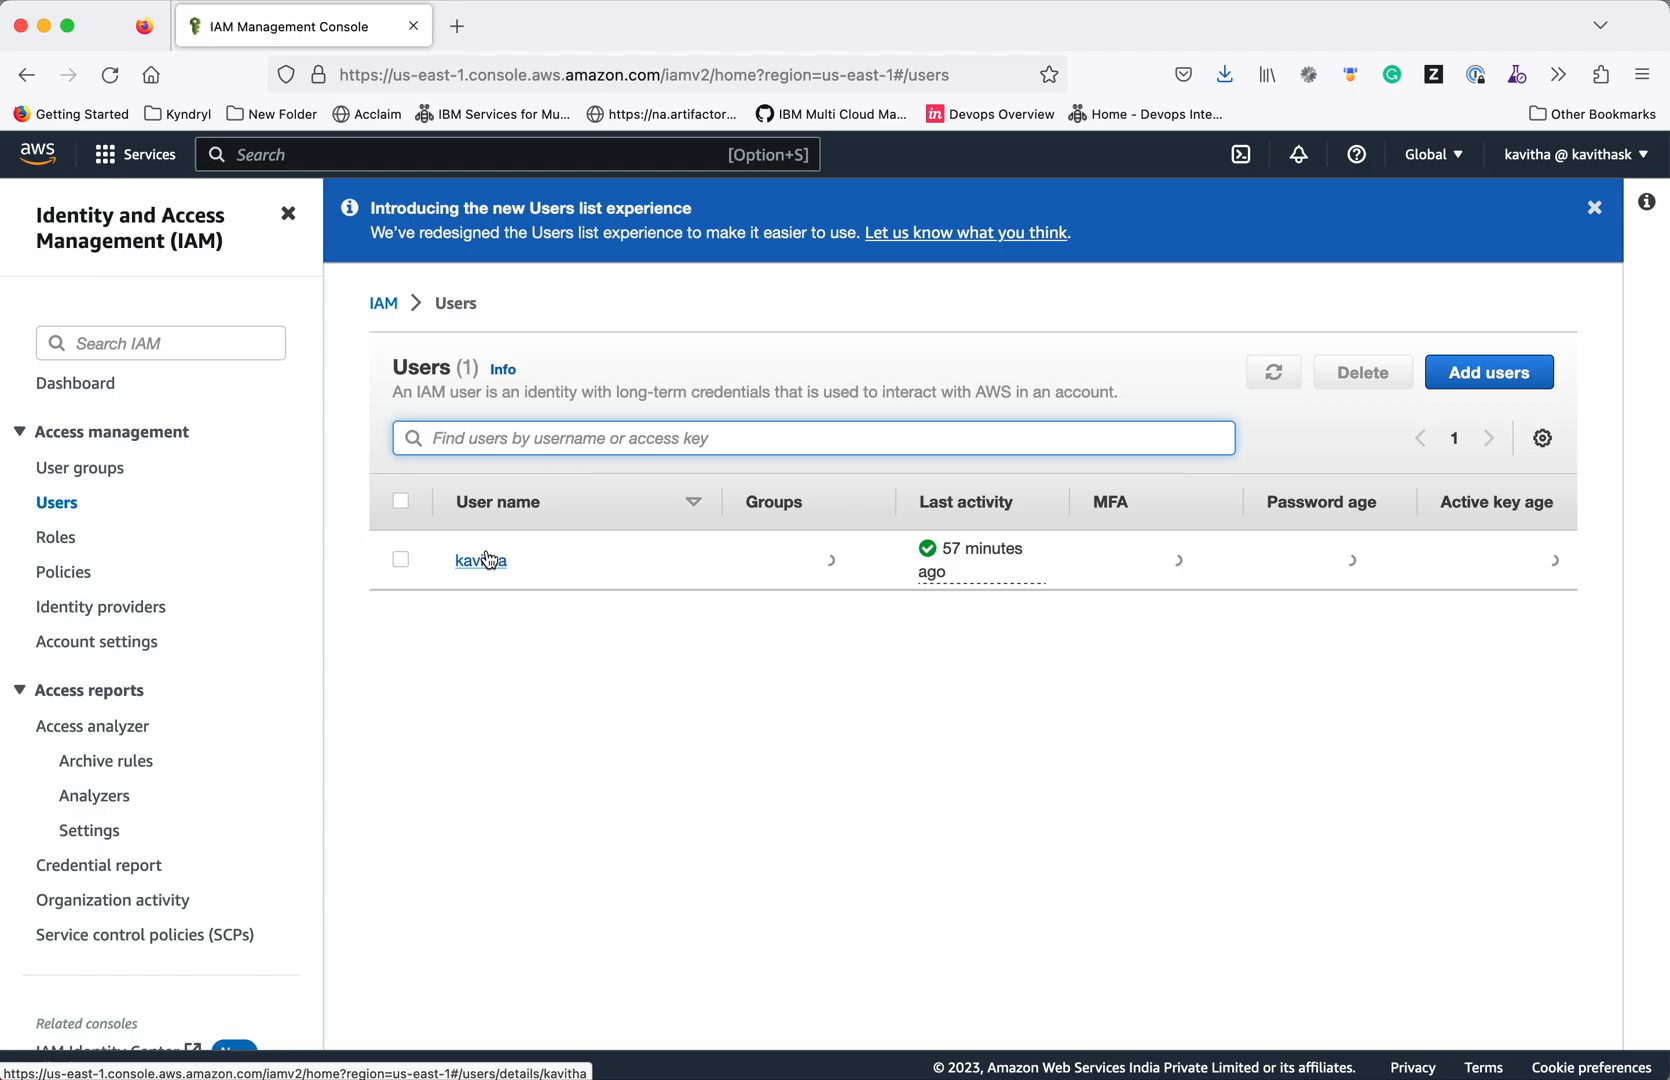 IAM Management Console
https://us-east-1.console.aws.amazon.com/iamv2/home?region=us-east-1#/users
Getting Started
Kyndryl
New Folder
Acclaim
IBM Services for Mu...
https://na.artifactor...
IBM Multi Cloud Ma...
Devops Overview
Home - Devops Inte...
Other Bookmarks
aws
Services
Search
[Option+S]
Global
kavitha @ kavithask
Identity and Access
Management (IAM)
Search IAM
Dashboard
Access management
User groups
Users
Roles
Policies
Identity providers
Account settings
Access reports
Access analyzer
Archive rules
Analyzers
Settings
Credential report
Organization activity
Service control policies (SCPs)
Related consoles
Introducing the new Users list experience
We've redesigned the Users list experience to make it easier to use. Let us know what you think.
IAM > Users
Users (1) Info
An IAM user is an identity with long-term credentials that is used to interact with AWS in an account.
Delete
Add users
Find users by username or access key
1
User name
Groups
Last activity
MFA
Password age
Active key age
kavitha
57 minutes
ago
https://us-east-1.console.aws.amazon.com/iamv2/home?region=us-east-1#/users/details/kavitha
© 2023, Amazon Web Services India Private Limited or its affiliates.
Privacy
Terms
Cookie preferences